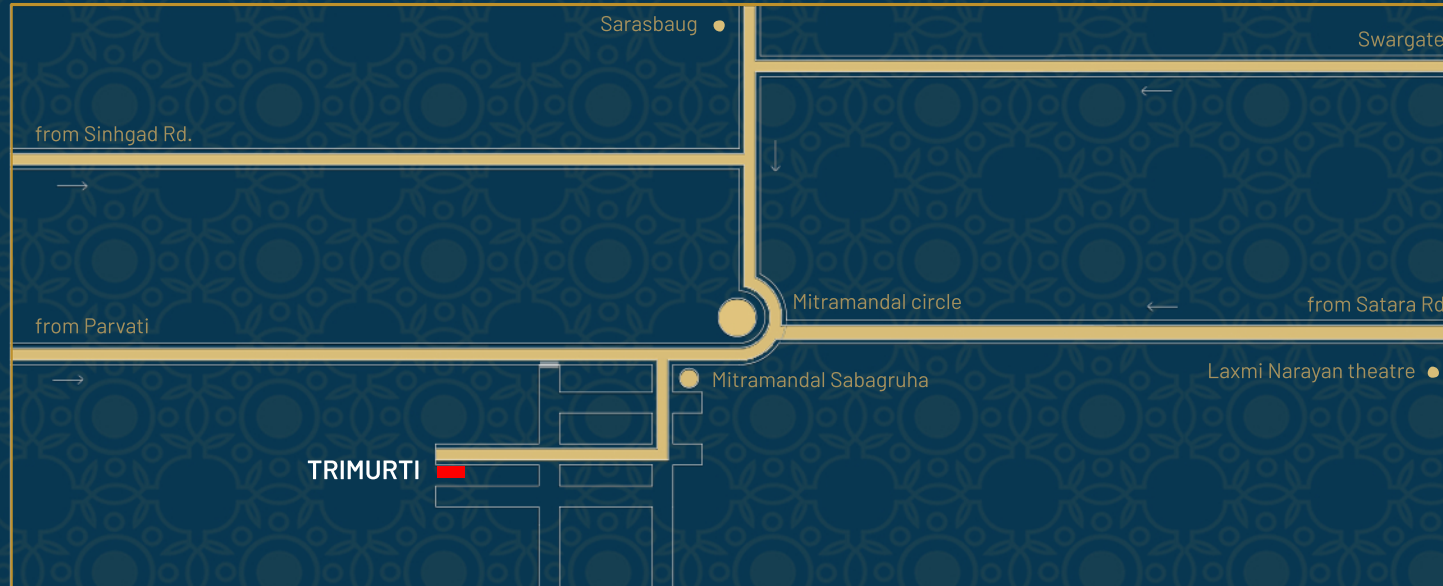 Sarasbaug
Swargate
from Sinhgad Rd.
Mitramandal circle
from Satara Rd
from Parvati
Laxmi Narayan theatre
Mitramandal Sabagruha
TRIMURTI